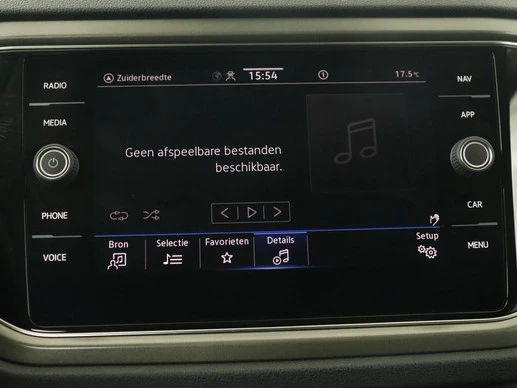 RADIO
MEDIA
PHONE
VOICE
Zuiderbreedte
15:54
1
17.5°C
Geen afspeelbare bestanden
beschikbaar.
Bron
Selectie
Favorieten
Details
Setup
NAV
APP
CAR
MENU